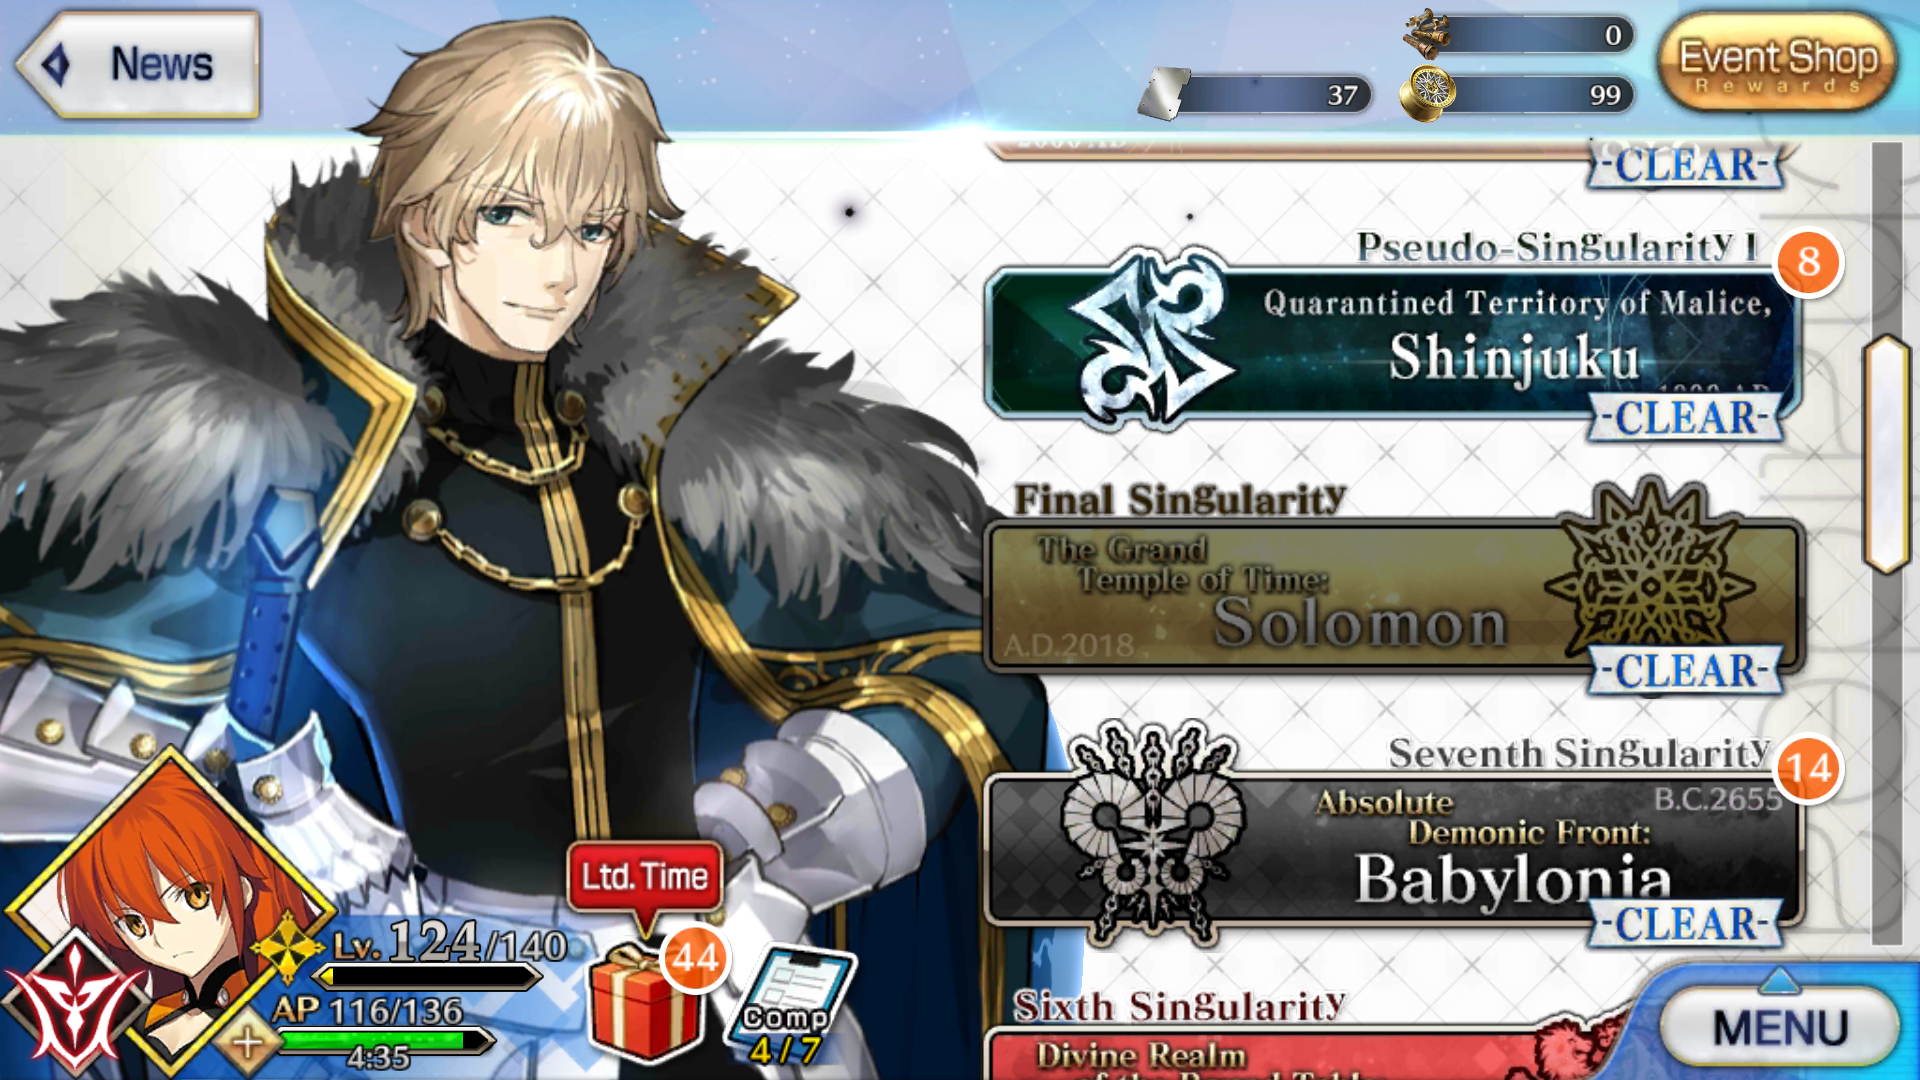 News
0
37
99
Event Shop
Rewards
-CLEAR-
Pseudo-Singularity I
8
Quarantined Territory of Malice,
Shinjuku
-CLEAR-
Final Singularity
The Grand
Temple of Time:
Solomon
A.D.2018
-CLEAR-
Seventh Singularity
14
B.C.2655
Absolute
Demonic Front:
Babylonia
-CLEAR-
Sixth Singularity
Divine Realm
Ltd. Time
44
Lv. 124/140
AP 116/136
4:35
Comp
4/7
MENU